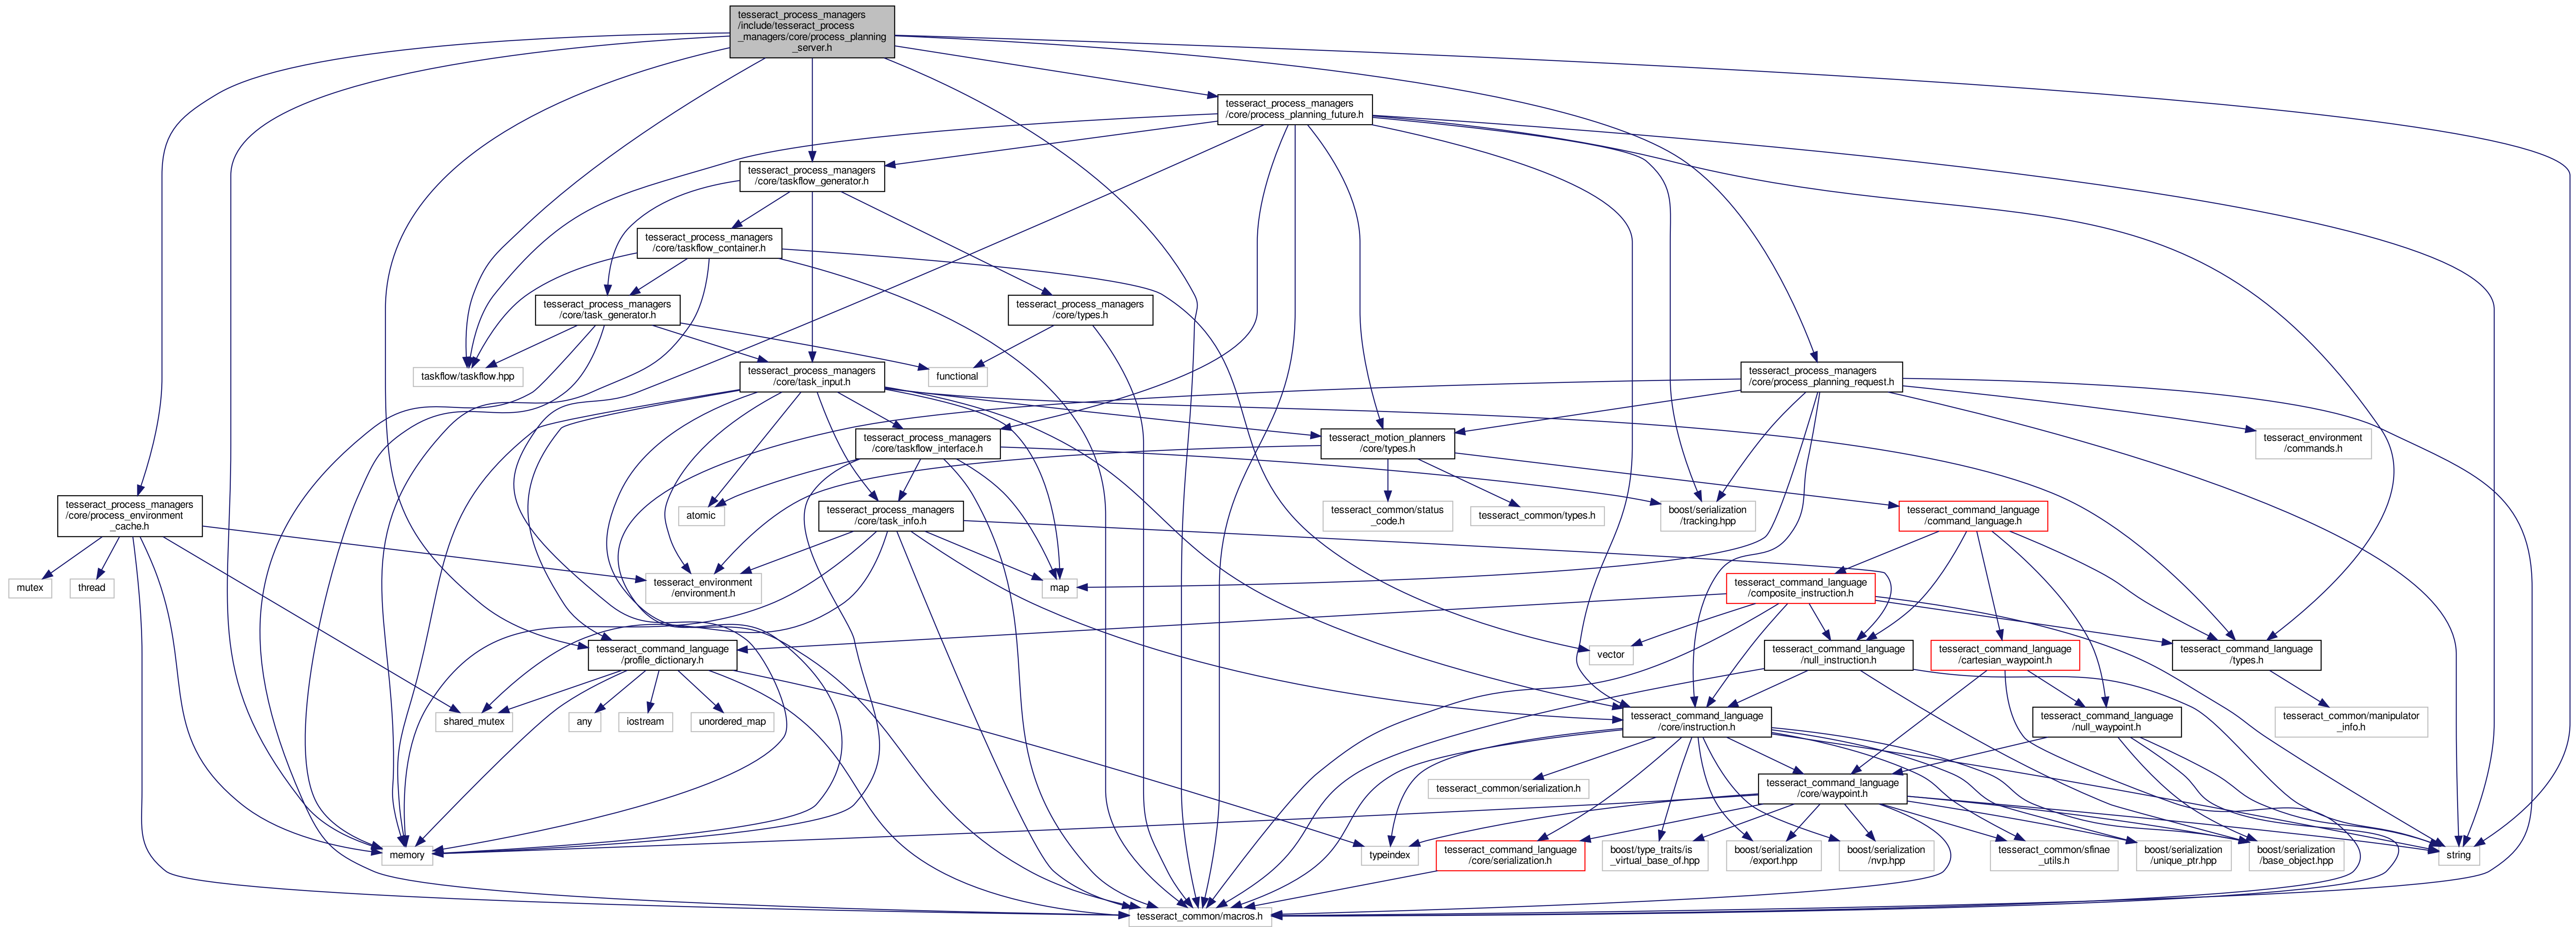 tesseract_process_managers
/include/tesseract_process
_managers/core/process_planning
_server.h
tesseract_process_managers
/core/process_planning_future.h
tesseract_process_managers
/core/taskflow_generator.h
tesseract_process_managers
/core/taskflow_container.h
tesseract_process_managers
/core/task_generator.h
tesseract_process_managers
/core/types.h
taskflow/taskflow.hpp
tesseract_process_managers
/core/task_input.h
functional
tesseract_process_managers
/core/process_planning_request.h
tesseract_process_managers
/core/taskflow_interface.h
tesseract_motion_planners
/core/types.h
tesseract_environment
/commands.h
tesseract_process_managers
/core/process_environment
_cache.h
atomic
tesseract_process_managers
/core/task_info.h
tesseract_common/status
_code.h
tesseract_common/types.h
boost/serialization
/tracking.hpp
tesseract_command_language
/command_language.h
mutex
thread
tesseract_environment
/environment.h
map
tesseract_command_language
/composite_instruction.h
tesseract_command_language
/profile_dictionary.h
vector
tesseract_command_language
/null_instruction.h
tesseract_command_language
/cartesian_waypoint.h
tesseract_command_language
/types.h
shared_mutex
any
iostream
unordered_map
tesseract_command_language
/core/instruction.h
tesseract_command_language
/null_waypoint.h
tesseract_common/manipulator
_info.h
tesseract_common/serialization.h
tesseract_command_language
/core/waypoint.h
memory
typeindex
tesseract_command_language
/core/serialization.h
boost/type_traits/is
_virtual_base_of.hpp
boost/serialization
/export.hpp
boost/serialization
/nvp.hpp
tesseract_common/sfinae
_utils.h
boost/serialization
/unique_ptr.hpp
boost/serialization
/base_object.hpp
string
tesseract_common/macros.h